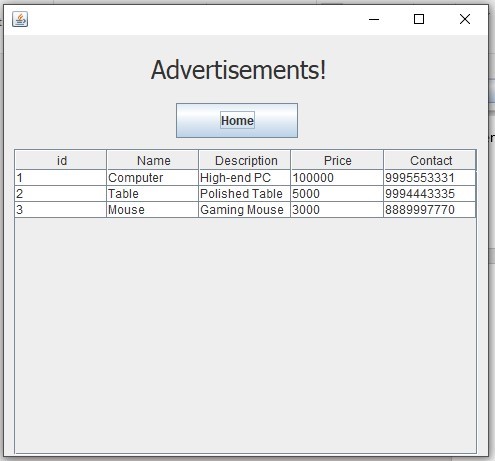 Advertisements!
Home
id Name Description Price Contact
1 Computer High-end PC 100000 9995553331
2 Table Polished Table 5000 9994443335
3 Mouse Gaming Mouse 3000 8889997770